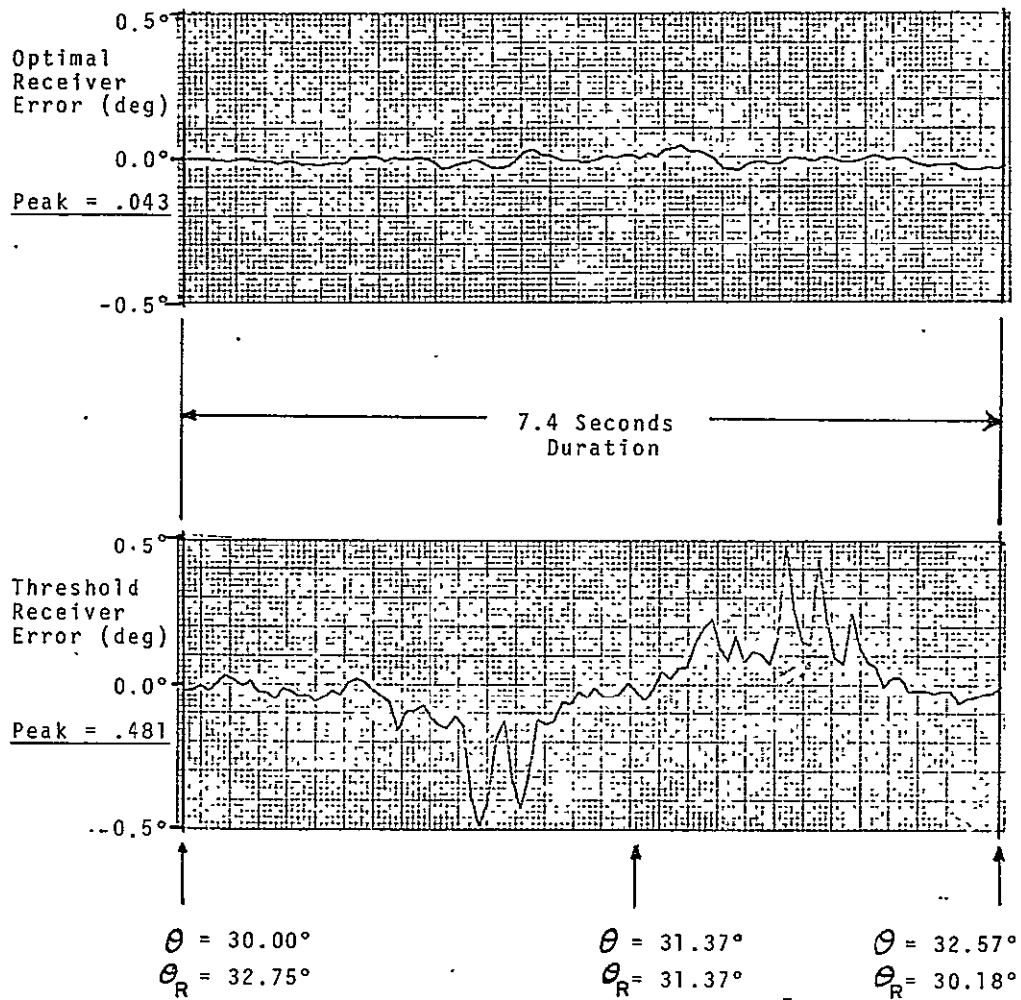 0.5°
Optimal
Receiver
Error (deg)
0.0°
Peak = .043
-0.5°
7.4 Seconds
Duration
0.5°
Threshold
Receiver
Error (deg)
0.0°
Peak = .481
-0.5°
θ = 30.00° θ = 31.37° θ = 32.57°
θR = 32.75° θR = 31.37° θR = 30.18°